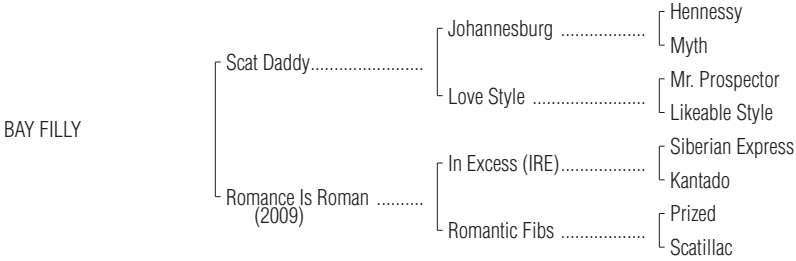 Hennessy
Johannesburg ...................
Myth
Scat Daddy.......................
Mr. Prospector
Love Style ........................
Likeable Style
BAY FILLY
Siberian Express
In Excess (IRE)..................
Kantado
Romance Is Roman ..........
(2009)
Prized
Romantic Fibs ..................
Scatillac